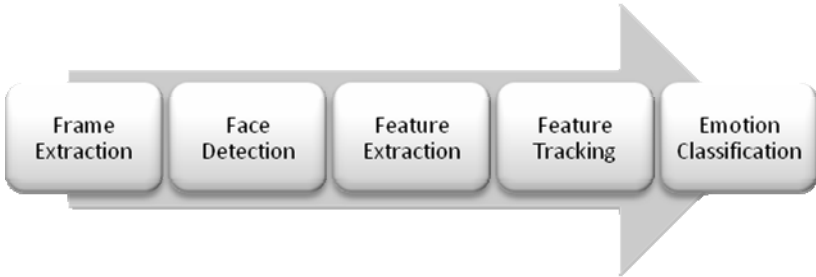 Frame
Extraction
Face
Detection
Feature
Extraction
Feature
Tracking
Emotion
Classification